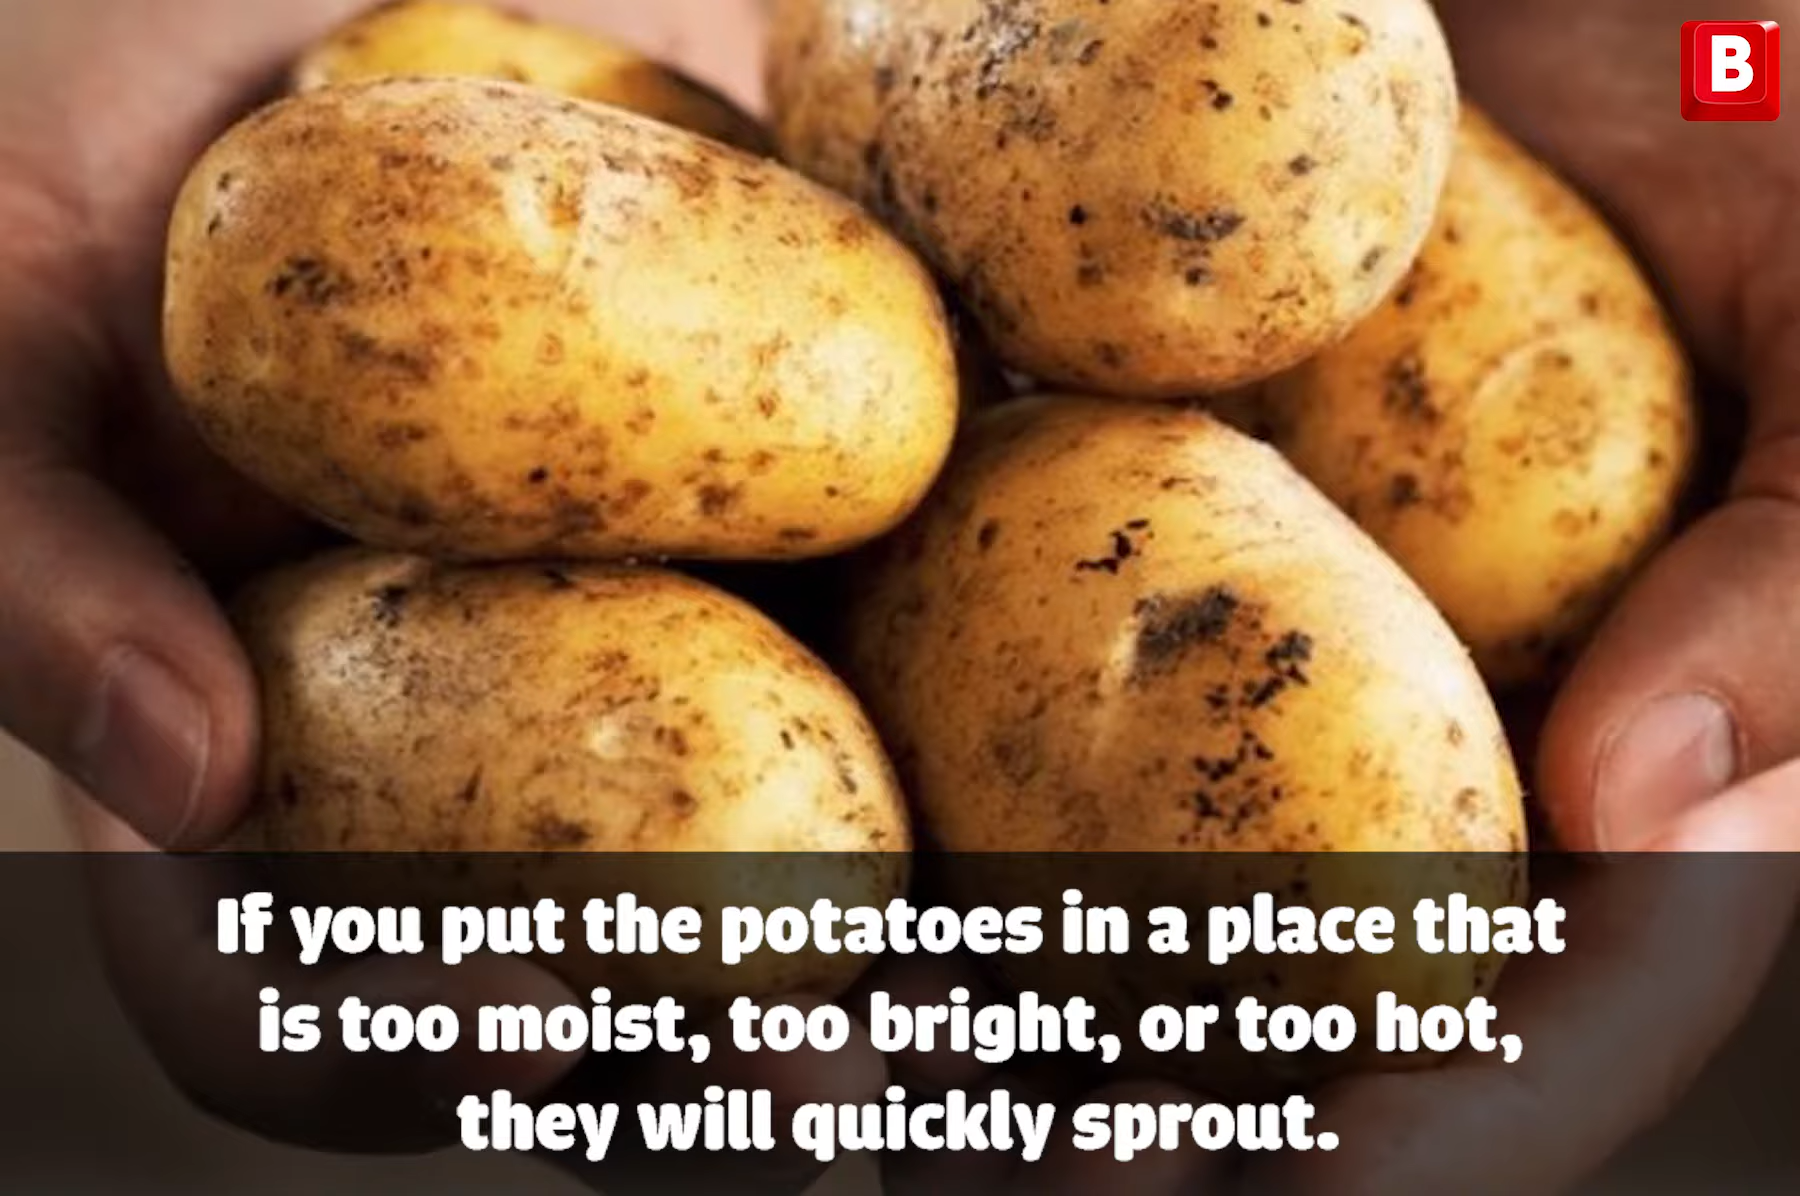 B
If you put the potatoes in a place that
is too moist, too bright, or too hot,
they will quickly sprout.